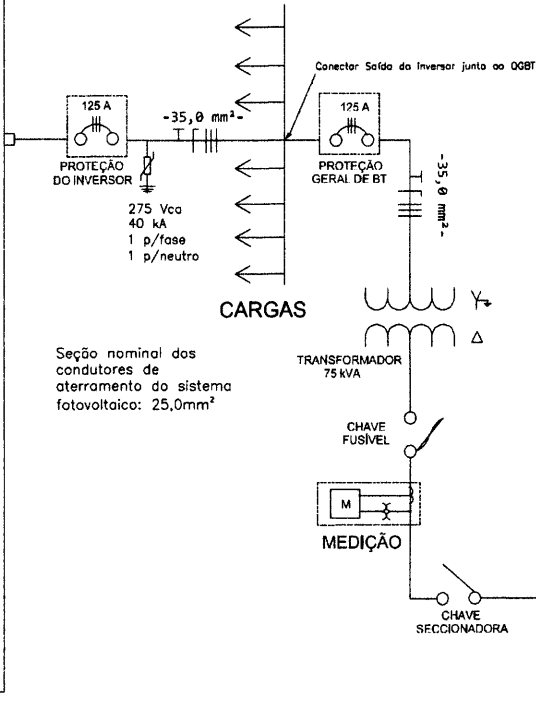 Conectar Saída do Inversor junto ao QGBT
125 A
-35,0 mm²-
125 A
PROTEÇÃO
DO INVERSOR
PROTEÇÃO
GERAL DE BT
-35,0 mm²-
275 Vca
40 kA
1 p/fase
1 p/neutro
CARGAS
Y
Δ
TRANSFORMADOR
75 kVA
Seção nominal dos
condutores de
aterramento do sistema
fotovoltaico: 25,0mm²
CHAVE
FUSÍVEL
M
MEDIÇÃO
CHAVE
SECCIONADORA